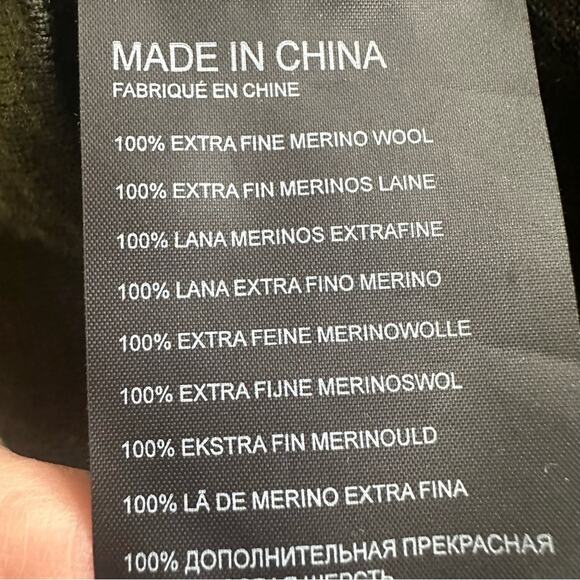 MADE IN CHINA
FABRIQUÉ EN CHINE
100% EXTRA FINE MERINO WOOL
100% EXTRA FIN MERINOS LAINE
100% LANA MERINOS EXTRAFINE
100% LANA EXTRA FINO MERINO
100% EXTRA FEINE MERINOWOLLE
100% EXTRA FIJNE MERINOSWOL
100% EKSTRA FIN MERINOULD
100% LÃ DE MERINO EXTRA FINA
100% ДОПОЛНИТЕЛЬНАЯ ПРЕКРАСНАЯ
ШЕРСТЬ